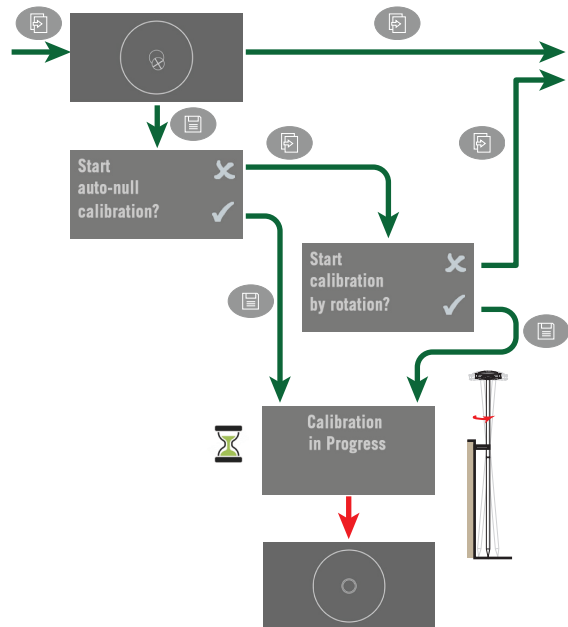 Start
auto-null
calibration?
Start
calibration
by rotation?
Calibration
in Progress